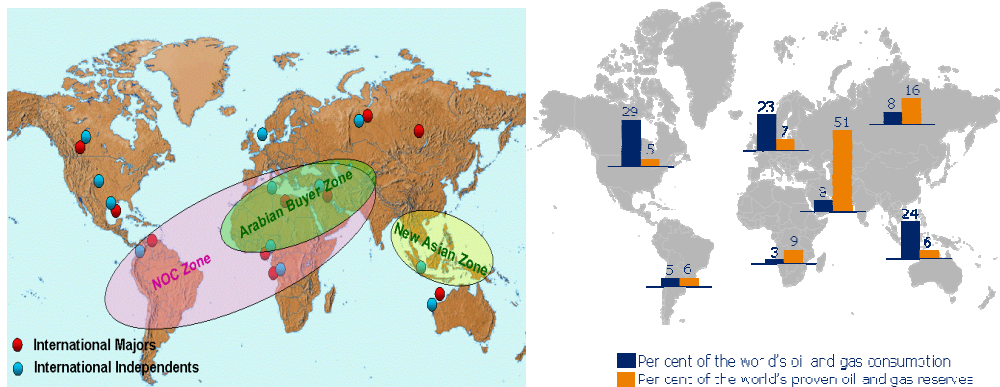 Arabian Buyer Zone
NOC Zone
New Asian Zone
International Majors
International Independents
29
5
23
7
8
16
51
24
6
3
9
5
6
Per cent of the world's oil and gas consumption
Per cent of the world's proven oil and gas reserves